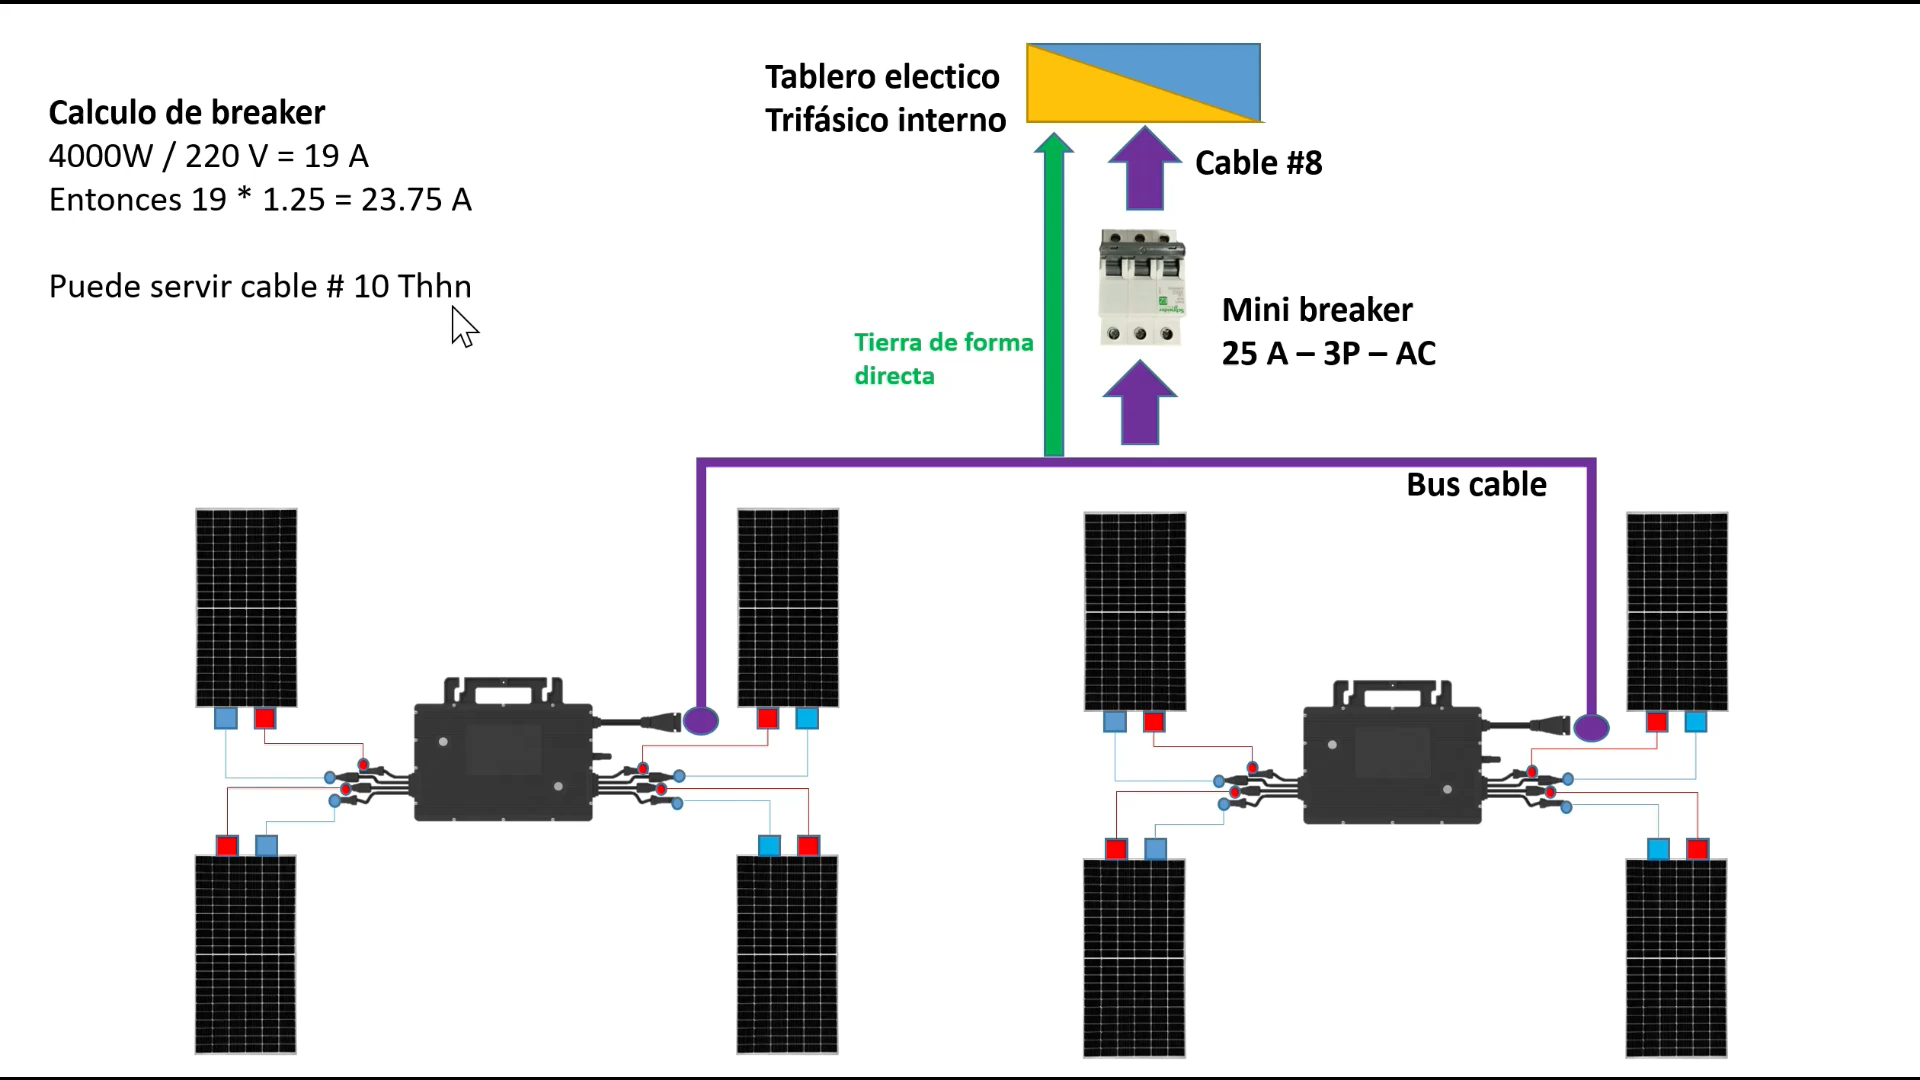 Calculo de breaker
4000W / 220 V = 19 A
Entonces 19 * 1.25 = 23.75 A
Puede servir cable # 10 Thhn
Tablero electico
Trifásico interno
Cable #8
Mini breaker
25 A – 3P – AC
Tierra de forma
directa
Bus cable